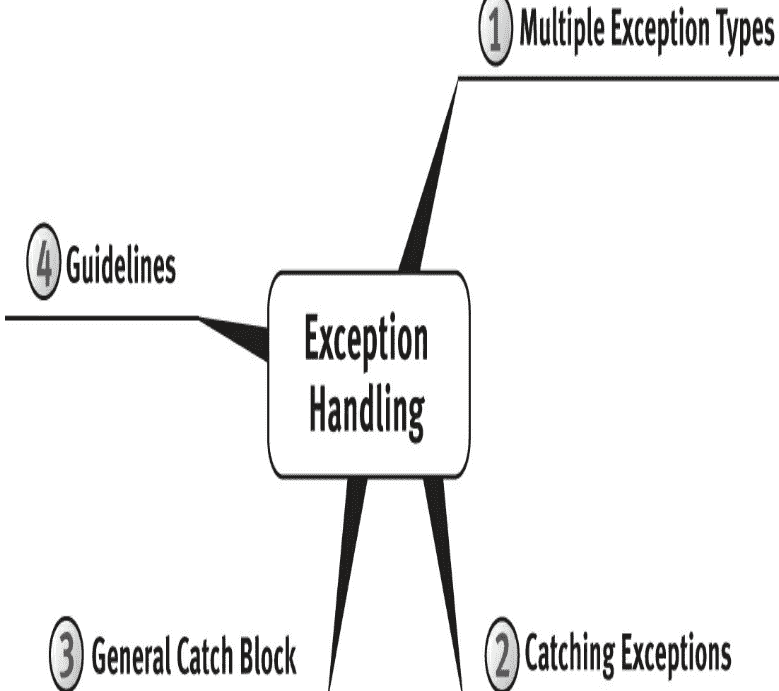 1 Multiple Exception Types
4 Guidelines
Exception
Handling
3 General Catch Block
2 Catching Exceptions